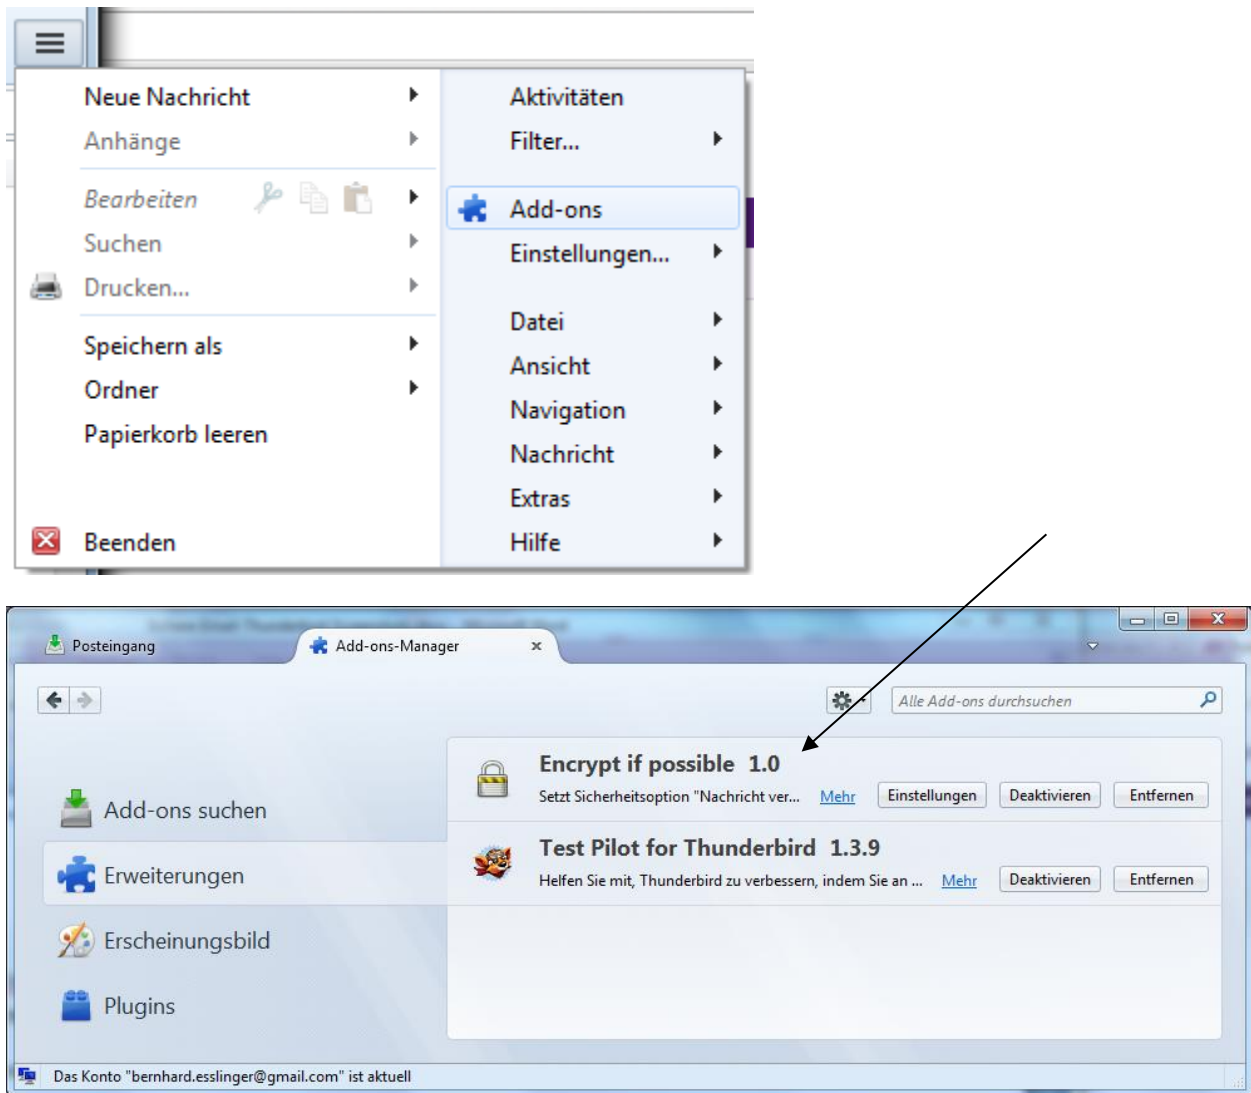 Neue Nachricht
Anhänge
Bearbeiten
Suchen
Drucken...
Speichern als
Ordner
Papierkorb leeren
Beenden
Aktivitäten
Filter...
Add-ons
Einstellungen...
Datei
Ansicht
Navigation
Nachricht
Extras
Hilfe
Posteingang
Add-ons-Manager
Alle Add-ons durchsuchen
Add-ons suchen
Erweiterungen
Erscheinungsbild
Plugins
Encrypt if possible 1.0
Setzt Sicherheitsoption "Nachricht ver... Mehr Einstellungen Deaktivieren Entfernen
Test Pilot for Thunderbird 1.3.9
Helfen Sie mit, Thunderbird zu verbessern, indem Sie an ... Mehr Deaktivieren Entfernen
Das Konto "bernhard.esslinger@gmail.com" ist aktuell